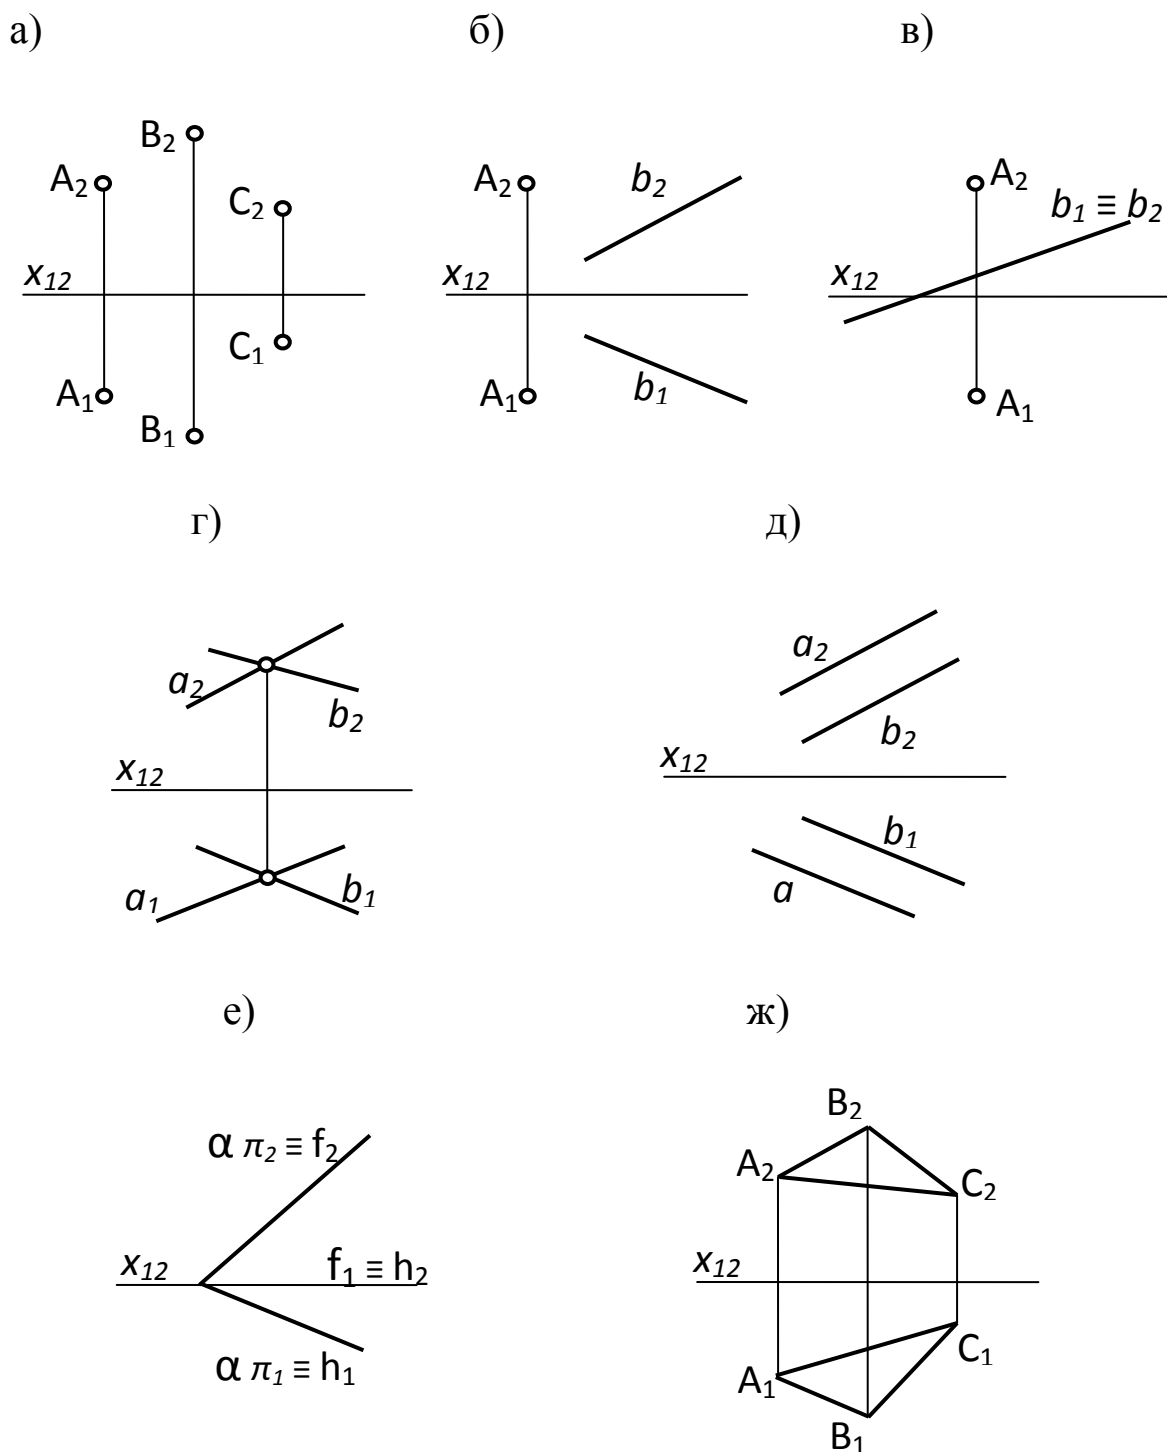 а) б) в)
B₂
A₂ C₂ x₁₂ C₁ A₁ B₁
A₂ b₂ x₁₂ b₁ A₁
A₂ b₁ ≡ b₂ x₁₂ A₁
г) д)
a₂ b₂ x₁₂ a₁ b₁
a₂ b₂ x₁₂ b₁ a
е) ж)
α π₂ ≡ f₂
x₁₂ f₁ ≡ h₂
α π₁ ≡ h₁
B₂
A₂ C₂
x₁₂
C₁
A₁
B₁